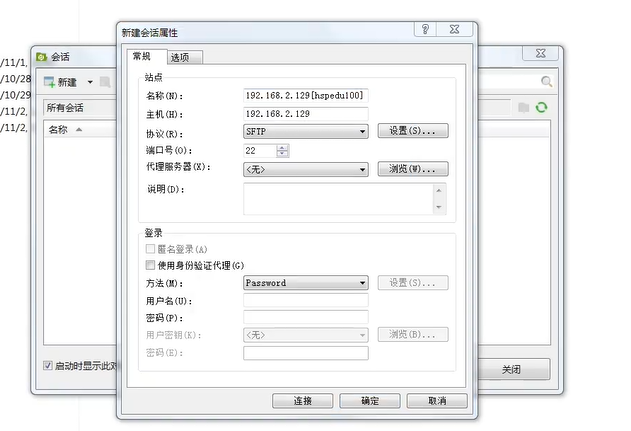 新建会话属性
会话
常规 选项
/11/1,
/10/28
/10/29
/11/2,
/11/2,
新建
所有会话
名称
站点
名称(N): 192.168.2.129[hspedu100]
主机(H): 192.168.2.129
协议(R): SFTP 设置(S)...
端口号(O): 22
代理服务器(X): <无> 浏览(W)...
说明(D):
登录
匿名登录(A)
使用身份验证代理(G)
方法(M): Password 设置(S)...
用户名(U):
密码(P):
用户密钥(K): <无> 浏览(B)...
密码(E):
启动时显示此对
关闭
连接 确定 取消